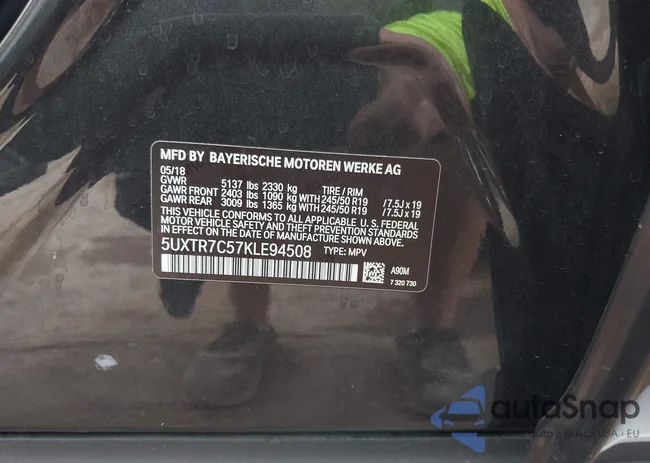 MFD BY BAYERISCHE MOTOREN WERKE AG
05/18
GVWR 5137 lbs 2330 kg TIRE / RIM
GAWR FRONT 2403 lbs 1090 kg WITH 245/50 R19 /7.5J x 19
GAWR REAR 3009 lbs 1365 kg WITH 245/50 R19 /7.5J x 19
THIS VEHICLE CONFORMS TO ALL APPLICABLE U.S. FEDERAL
MOTOR VEHICLE SAFETY AND THEFT PREVENTION STANDARDS
IN EFFECT ON THE DATE OF MANUFACTURE SHOWN ABOVE.
5UXTR7C57KLE94508 TYPE: MPV
A90M
7 320 730
autoSnap
USA • EU